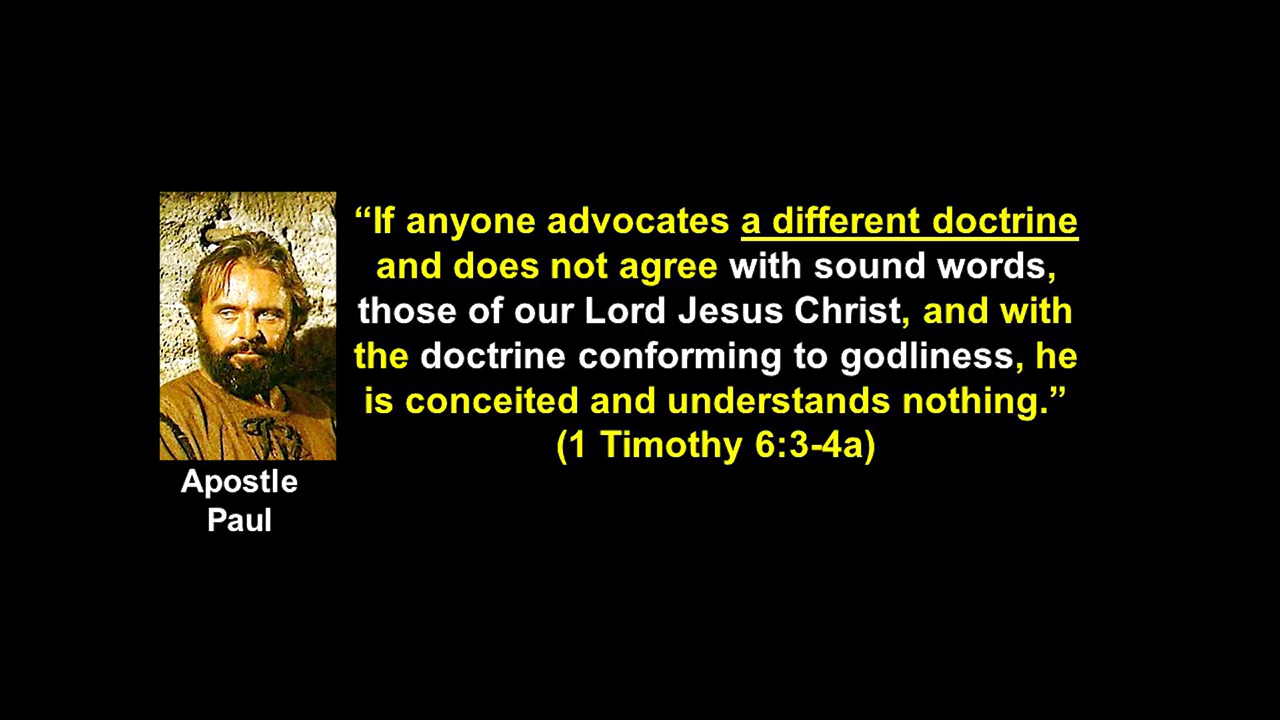 “If anyone advocates a different doctrine
and does not agree with sound words,
those of our Lord Jesus Christ, and with
the doctrine conforming to godliness, he
is conceited and understands nothing.”
(1 Timothy 6:3-4a)
Apostle
Paul